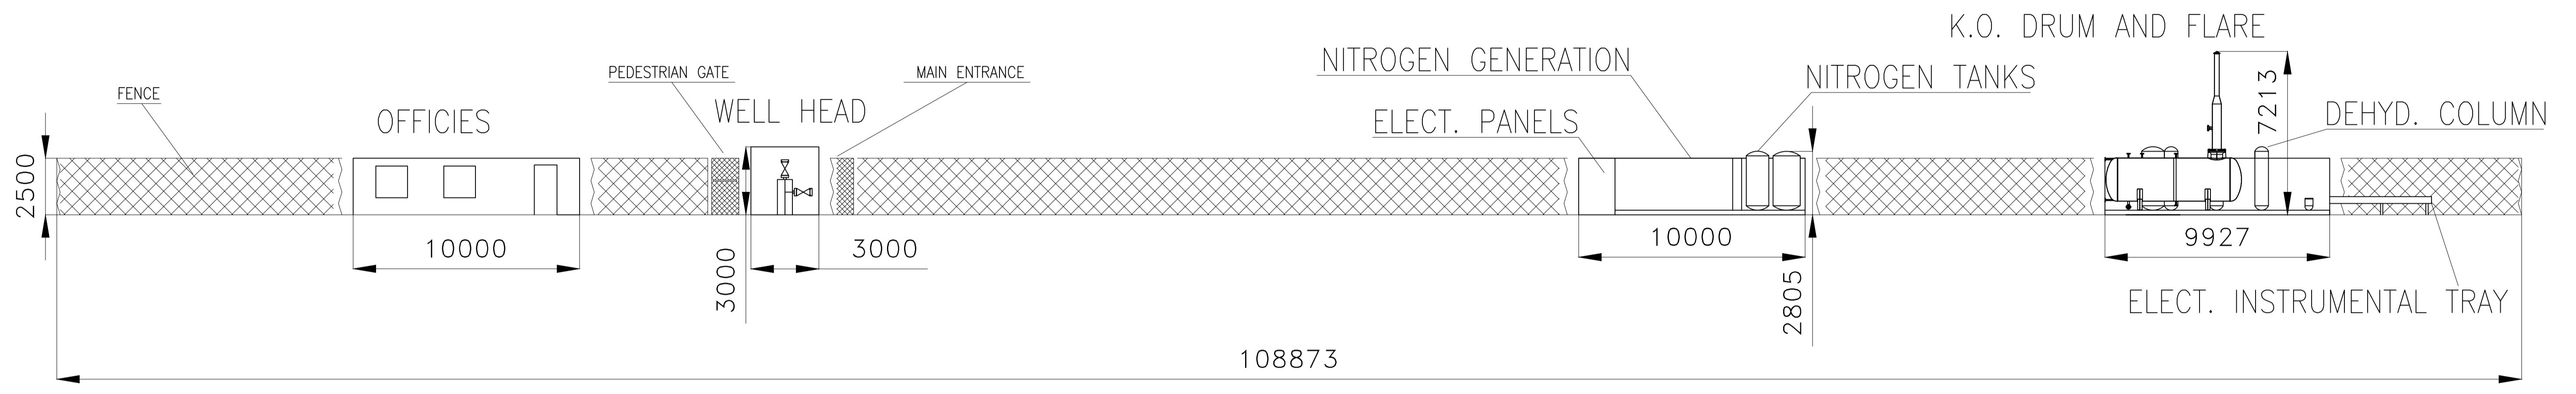 K.O. DRUM AND FLARE
NITROGEN GENERATION
PEDESTRIAN GATE
MAIN ENTRANCE
NITROGEN TANKS
FENCE
OFFICIES
WELL HEAD
ELECT. PANELS
7213
DEHYD. COLUMN
2500
10000
3000
3000
10000
2805
9927
ELECT. INSTRUMENTAL TRAY
108873